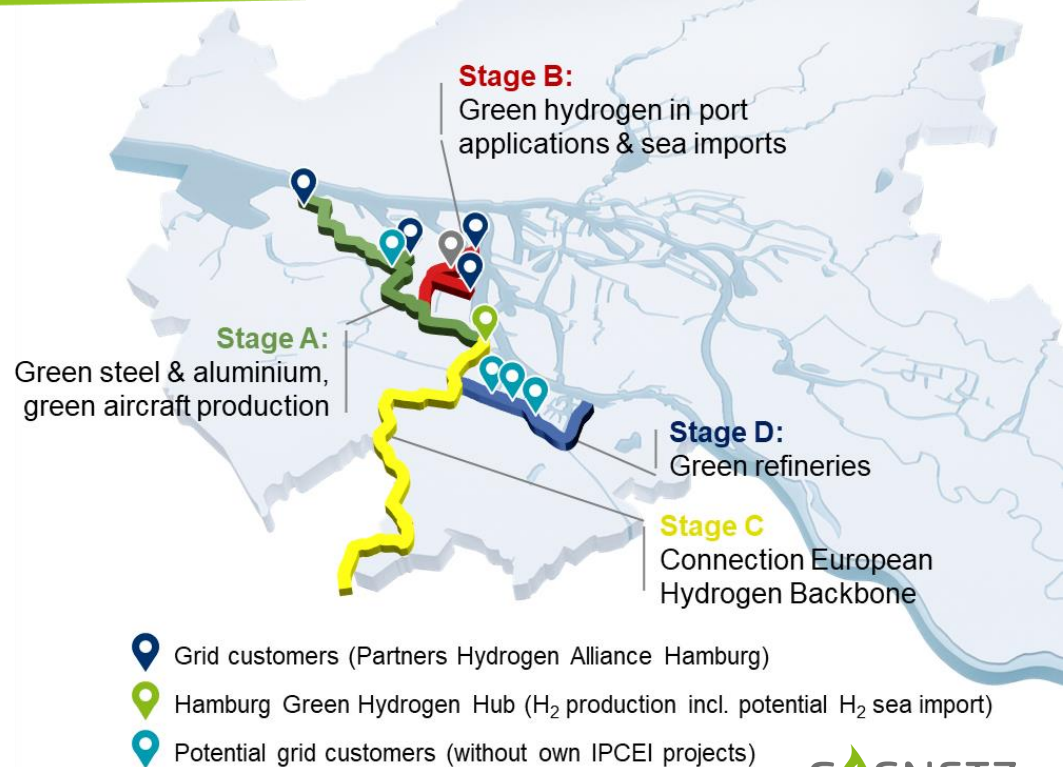 Stage B:
Green hydrogen in port
applications & sea imports
Stage A:
Green steel & aluminium,
green aircraft production
Stage D:
Green refineries
Stage C
Connection European
Hydrogen Backbone
Grid customers (Partners Hydrogen Alliance Hamburg)
Hamburg Green Hydrogen Hub (H₂ production incl. potential H₂ sea import)
Potential grid customers (without own IPCEI projects)